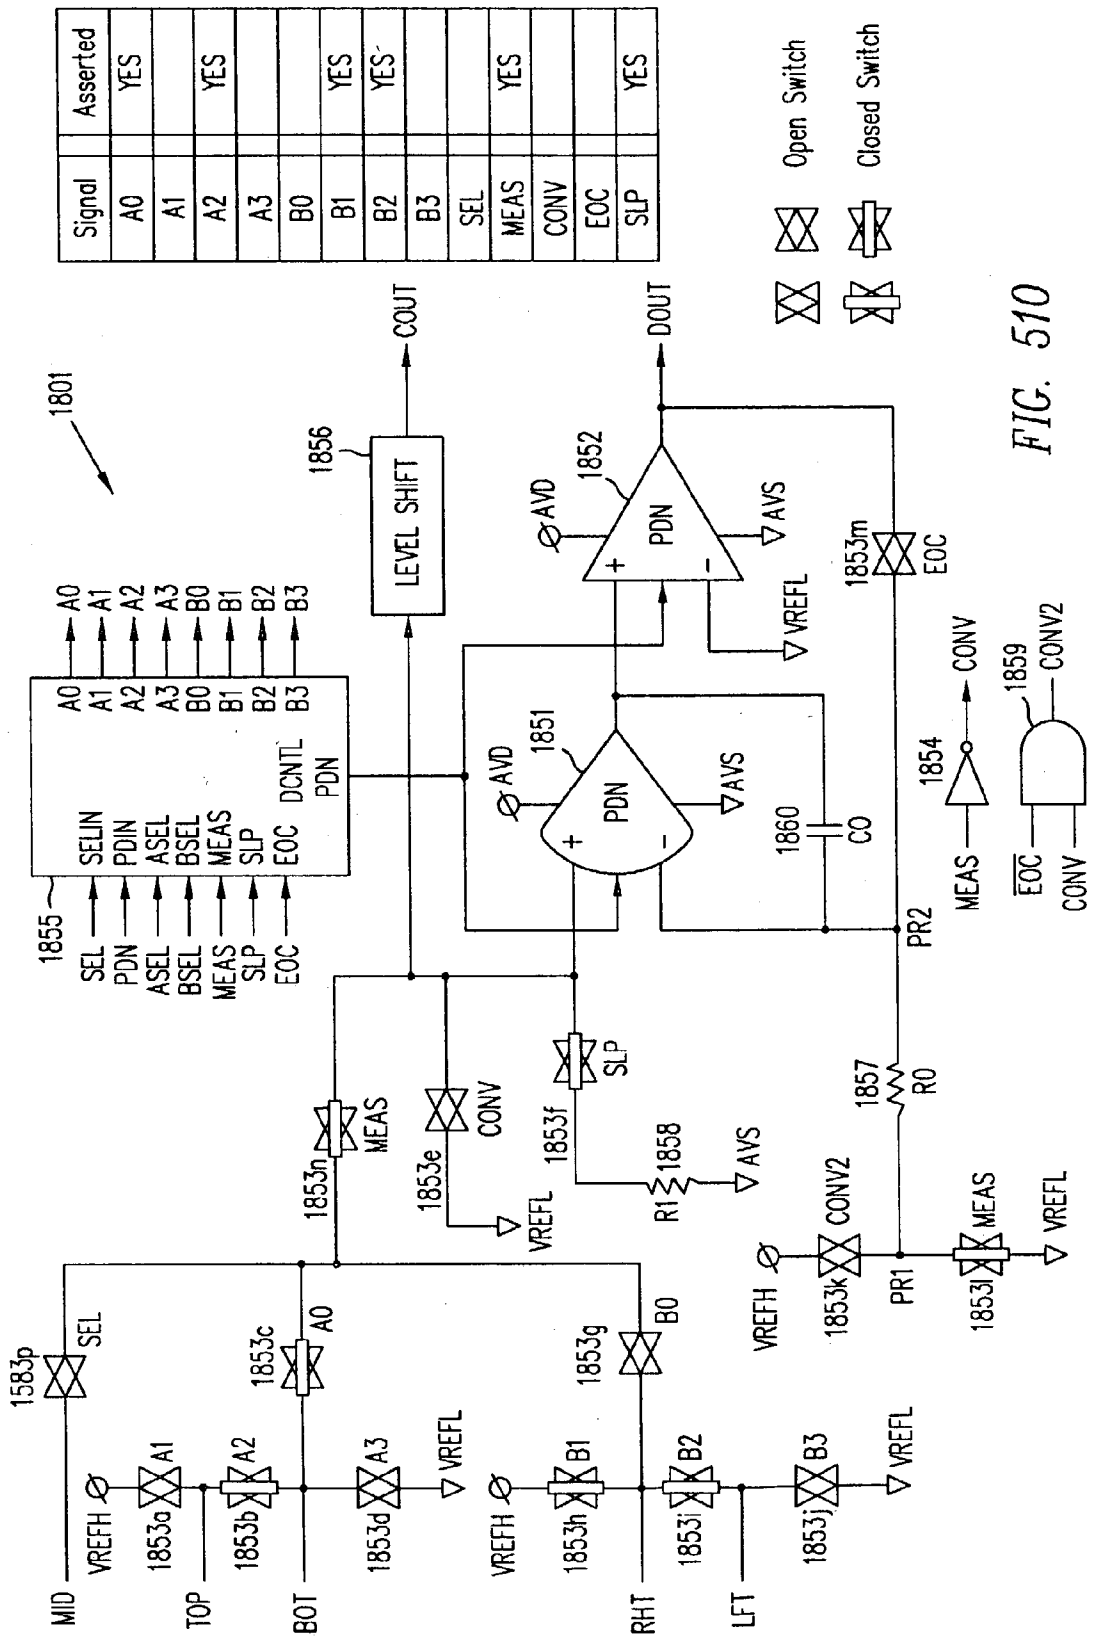 1801
Signal Asserted
A0 YES
A1
A2 YES
A3
B0
B1 YES
B2 YES
B3
SEL
MEAS YES
CONV
EOC
SLP YES
Open Switch
Closed Switch
1855
SEL SELIN A0 A0
PDN PDIN A1 A1
ASEL ASEL A2 A2
BSEL BSEL A3 A3
MEAS MEAS B0 B0
SLP SLP B1 B1
EOC EOC B2 B2
B3 B3
DCNTL
PDN
1856
LEVEL SHIFT
COUT
1583p
SEL
MID
VREFH
1853a
A1
TOP
1853b
A2
1853c
A0
BOT
1853d
A3
VREFL
1853n
MEAS
1853e
CONV
VREFL
1853f
SLP
R1
1858
AVS
VREFH
1853h
B1
1853g
B0
RHT
1853i
B2
LFT
1853j
B3
VREFL
AVD
1851
+
PDN
-
AVS
1860
CO
AVD
1852
+
PDN
-
AVS
VREFL
DOUT
1853m
EOC
PR2
1857
R0
VREFH
1853k
CONV2
PR1
1853l
MEAS
VREFL
1854
MEAS
CONV
1859
EOC
CONV
CONV2
FIG. 510